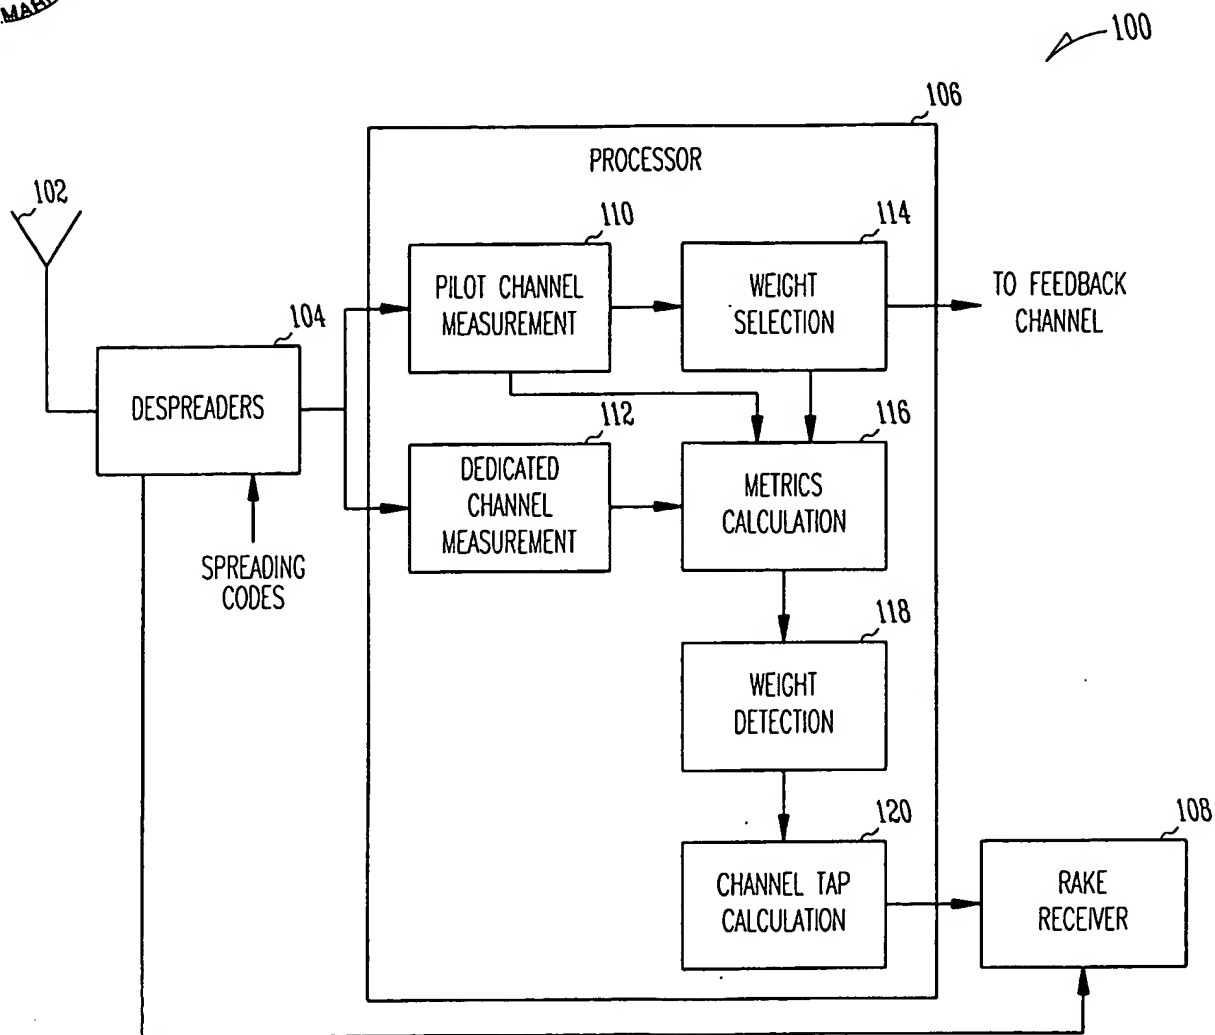 100
106
PROCESSOR
102
110
114
PILOT CHANNEL
MEASUREMENT
WEIGHT
SELECTION
TO FEEDBACK
CHANNEL
104
DESPREADERS
112
116
DEDICATED
CHANNEL
MEASUREMENT
METRICS
CALCULATION
SPREADING
CODES
118
WEIGHT
DETECTION
120
108
CHANNEL TAP
CALCULATION
RAKE
RECEIVER